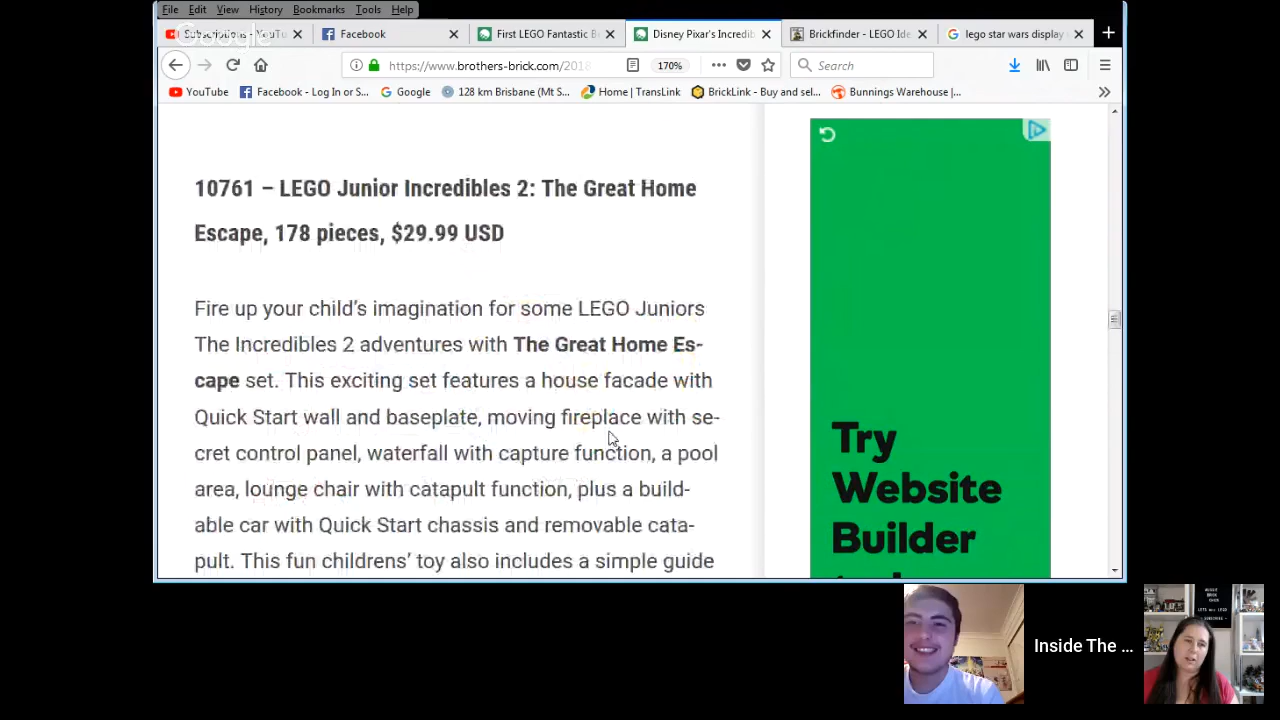 File Edit View History Bookmarks Tools Help
Google
Subscriptions - YouTu
Facebook
First LEGO Fantastic B
Disney Pixar's Incredib
Brickfinder - LEGO Ide
lego star wars display
https://www.brothers-brick.com/2018
170%
Search
YouTube
Facebook - Log In or S...
Google
128 km Brisbane (Mt S...
Home | TransLink
BrickLink - Buy and sel...
Bunnings Warehouse |...
10761 – LEGO Junior Incredibles 2: The Great Home
Escape, 178 pieces, $29.99 USD
Fire up your child's imagination for some LEGO Juniors
The Incredibles 2 adventures with The Great Home Es-
cape set. This exciting set features a house facade with
Quick Start wall and baseplate, moving fireplace with se-
cret control panel, waterfall with capture function, a pool
area, lounge chair with catapult function, plus a build-
able car with Quick Start chassis and removable cata-
pult. This fun childrens' toy also includes a simple guide
Try
Website
Builder
Inside The ...
AUSSIE
BRICK